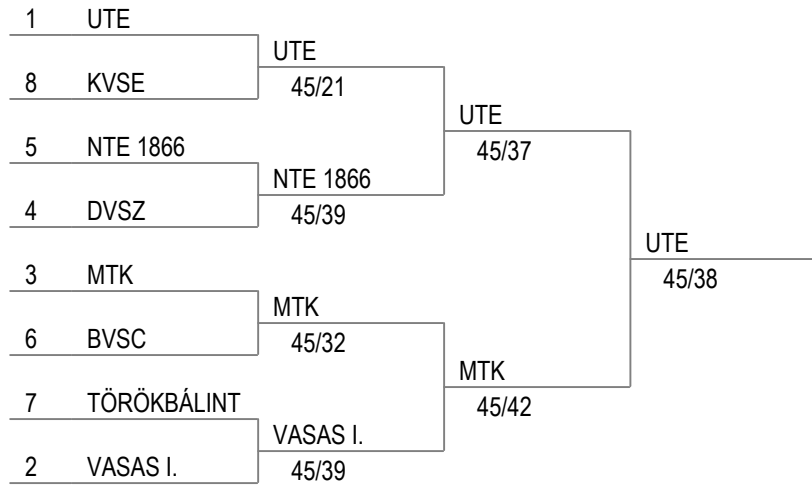 1 UTE
UTE
8 KVSE
45/21
UTE
5 NTE 1866
45/37
NTE 1866
4 DVSZ
45/39
UTE
3 MTK
45/38
MTK
6 BVSC
45/32
MTK
7 TÖRÖKBÁLINT
45/42
VASAS I.
2 VASAS I.
45/39